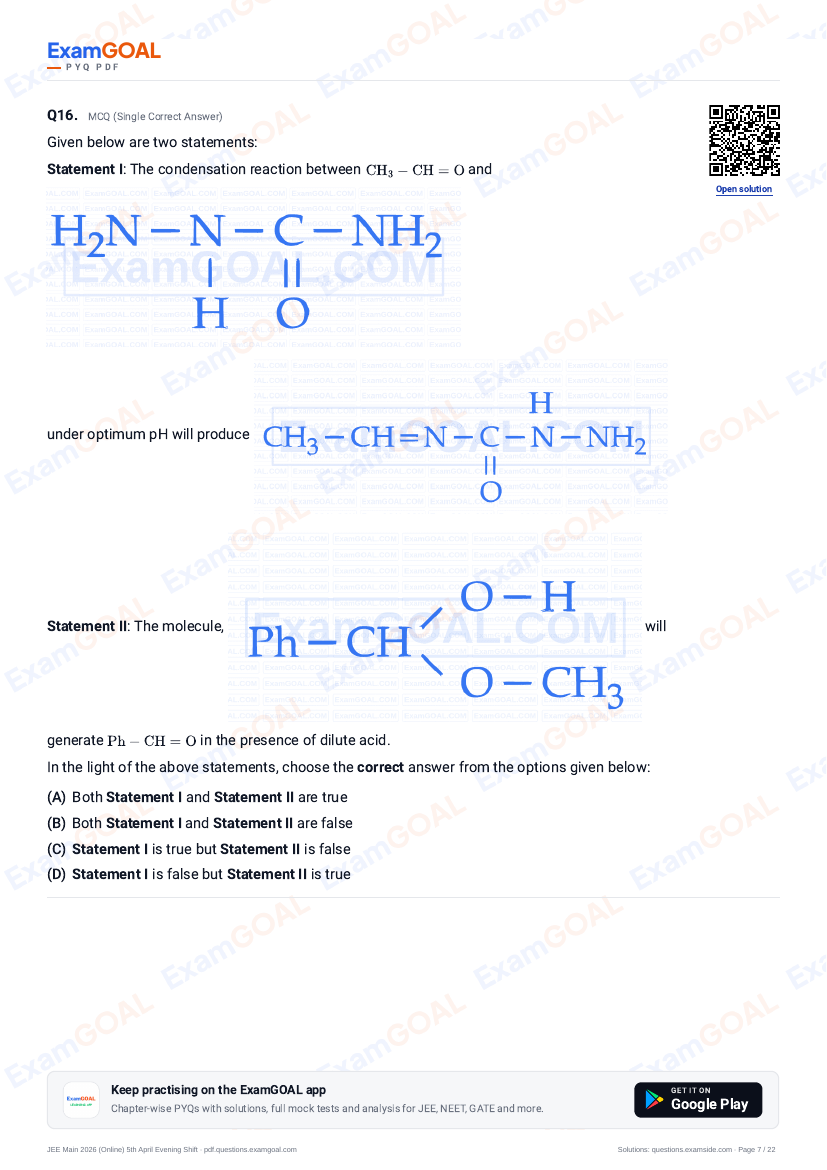 ExamGOAL
PYQ PDF
Q16. MCQ (Single Correct Answer)
Given below are two statements:
Statement I: The condensation reaction between CH₃ − CH = O and
Open solution
H₂N — N — C — NH₂
| ||
H O
H
under optimum pH will produce CH₃ — CH = N — C — N — NH₂
||
O
O — H
Statement II: The molecule, Ph — CH will
O — CH₃
generate Ph − CH = O in the presence of dilute acid.
In the light of the above statements, choose the correct answer from the options given below:
(A) Both Statement I and Statement II are true
(B) Both Statement I and Statement II are false
(C) Statement I is true but Statement II is false
(D) Statement I is false but Statement II is true
Keep practising on the ExamGOAL app
Chapter-wise PYQs with solutions, full mock tests and analysis for JEE, NEET, GATE and more.
GET IT ON
Google Play
JEE Main 2026 (Online) 5th April Evening Shift · pdf.questions.examgoal.com
Solutions: questions.examside.com · Page 7 / 22